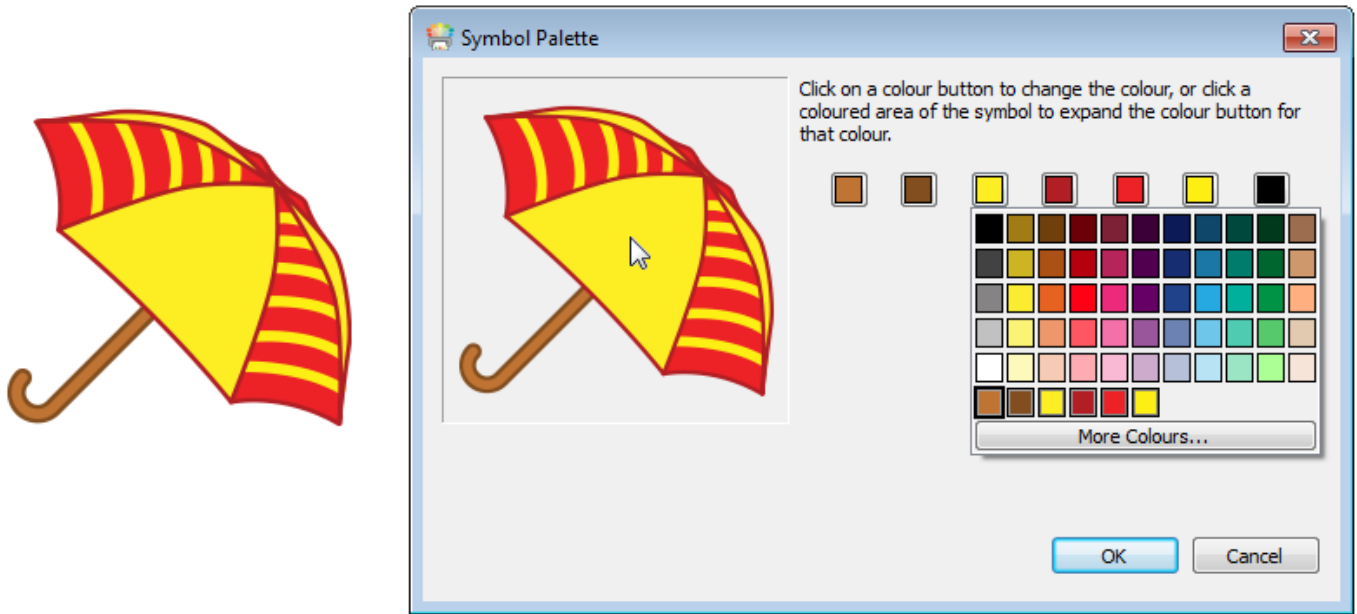 Symbol Palette
Click on a colour button to change the colour, or click a
coloured area of the symbol to expand the colour button for
that colour.
More Colours...
OK
Cancel